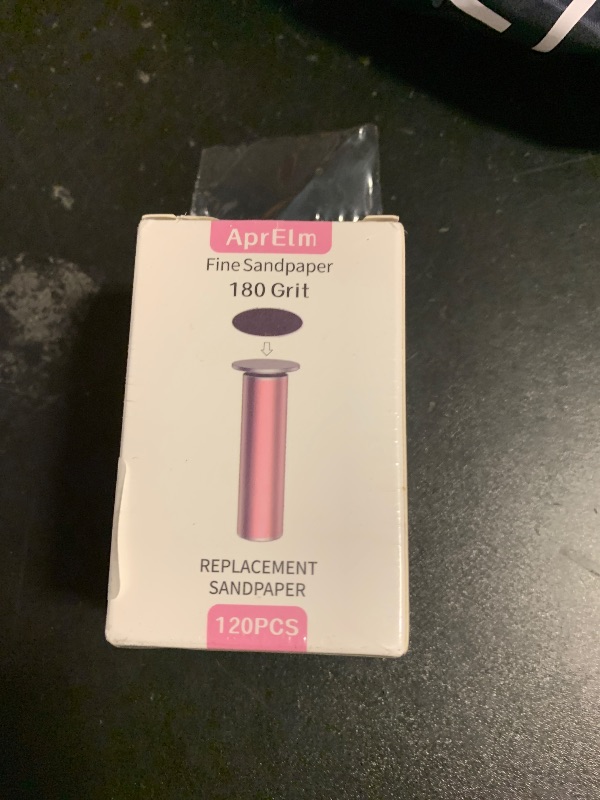 AprElm
Fine Sandpaper
180 Grit
REPLACEMENT
SANDPAPER
120PCS